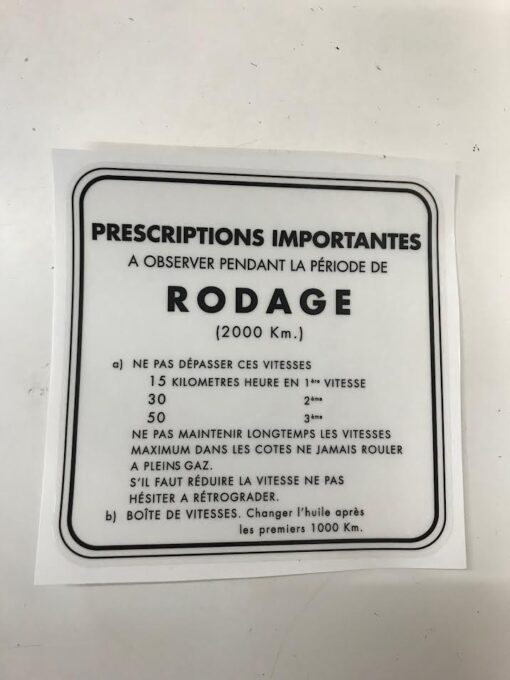 PRESCRIPTIONS IMPORTANTES
A OBSERVER PENDANT LA PÉRIODE DE
RODAGE
(2000 Km.)
a) NE PAS DÉPASSER CES VITESSES
15 KILOMETRES HEURE EN 1ère VITESSE
30 2ème
50 3ème
NE PAS MAINTENIR LONGTEMPS LES VITESSES
MAXIMUM DANS LES COTES NE JAMAIS ROULER
A PLEINS GAZ.
S'IL FAUT RÉDUIRE LA VITESSE NE PAS
HÉSITER A RÉTROGRADER.
b) BOÎTE DE VITESSES. Changer l'huile après
les premiers 1000 Km.